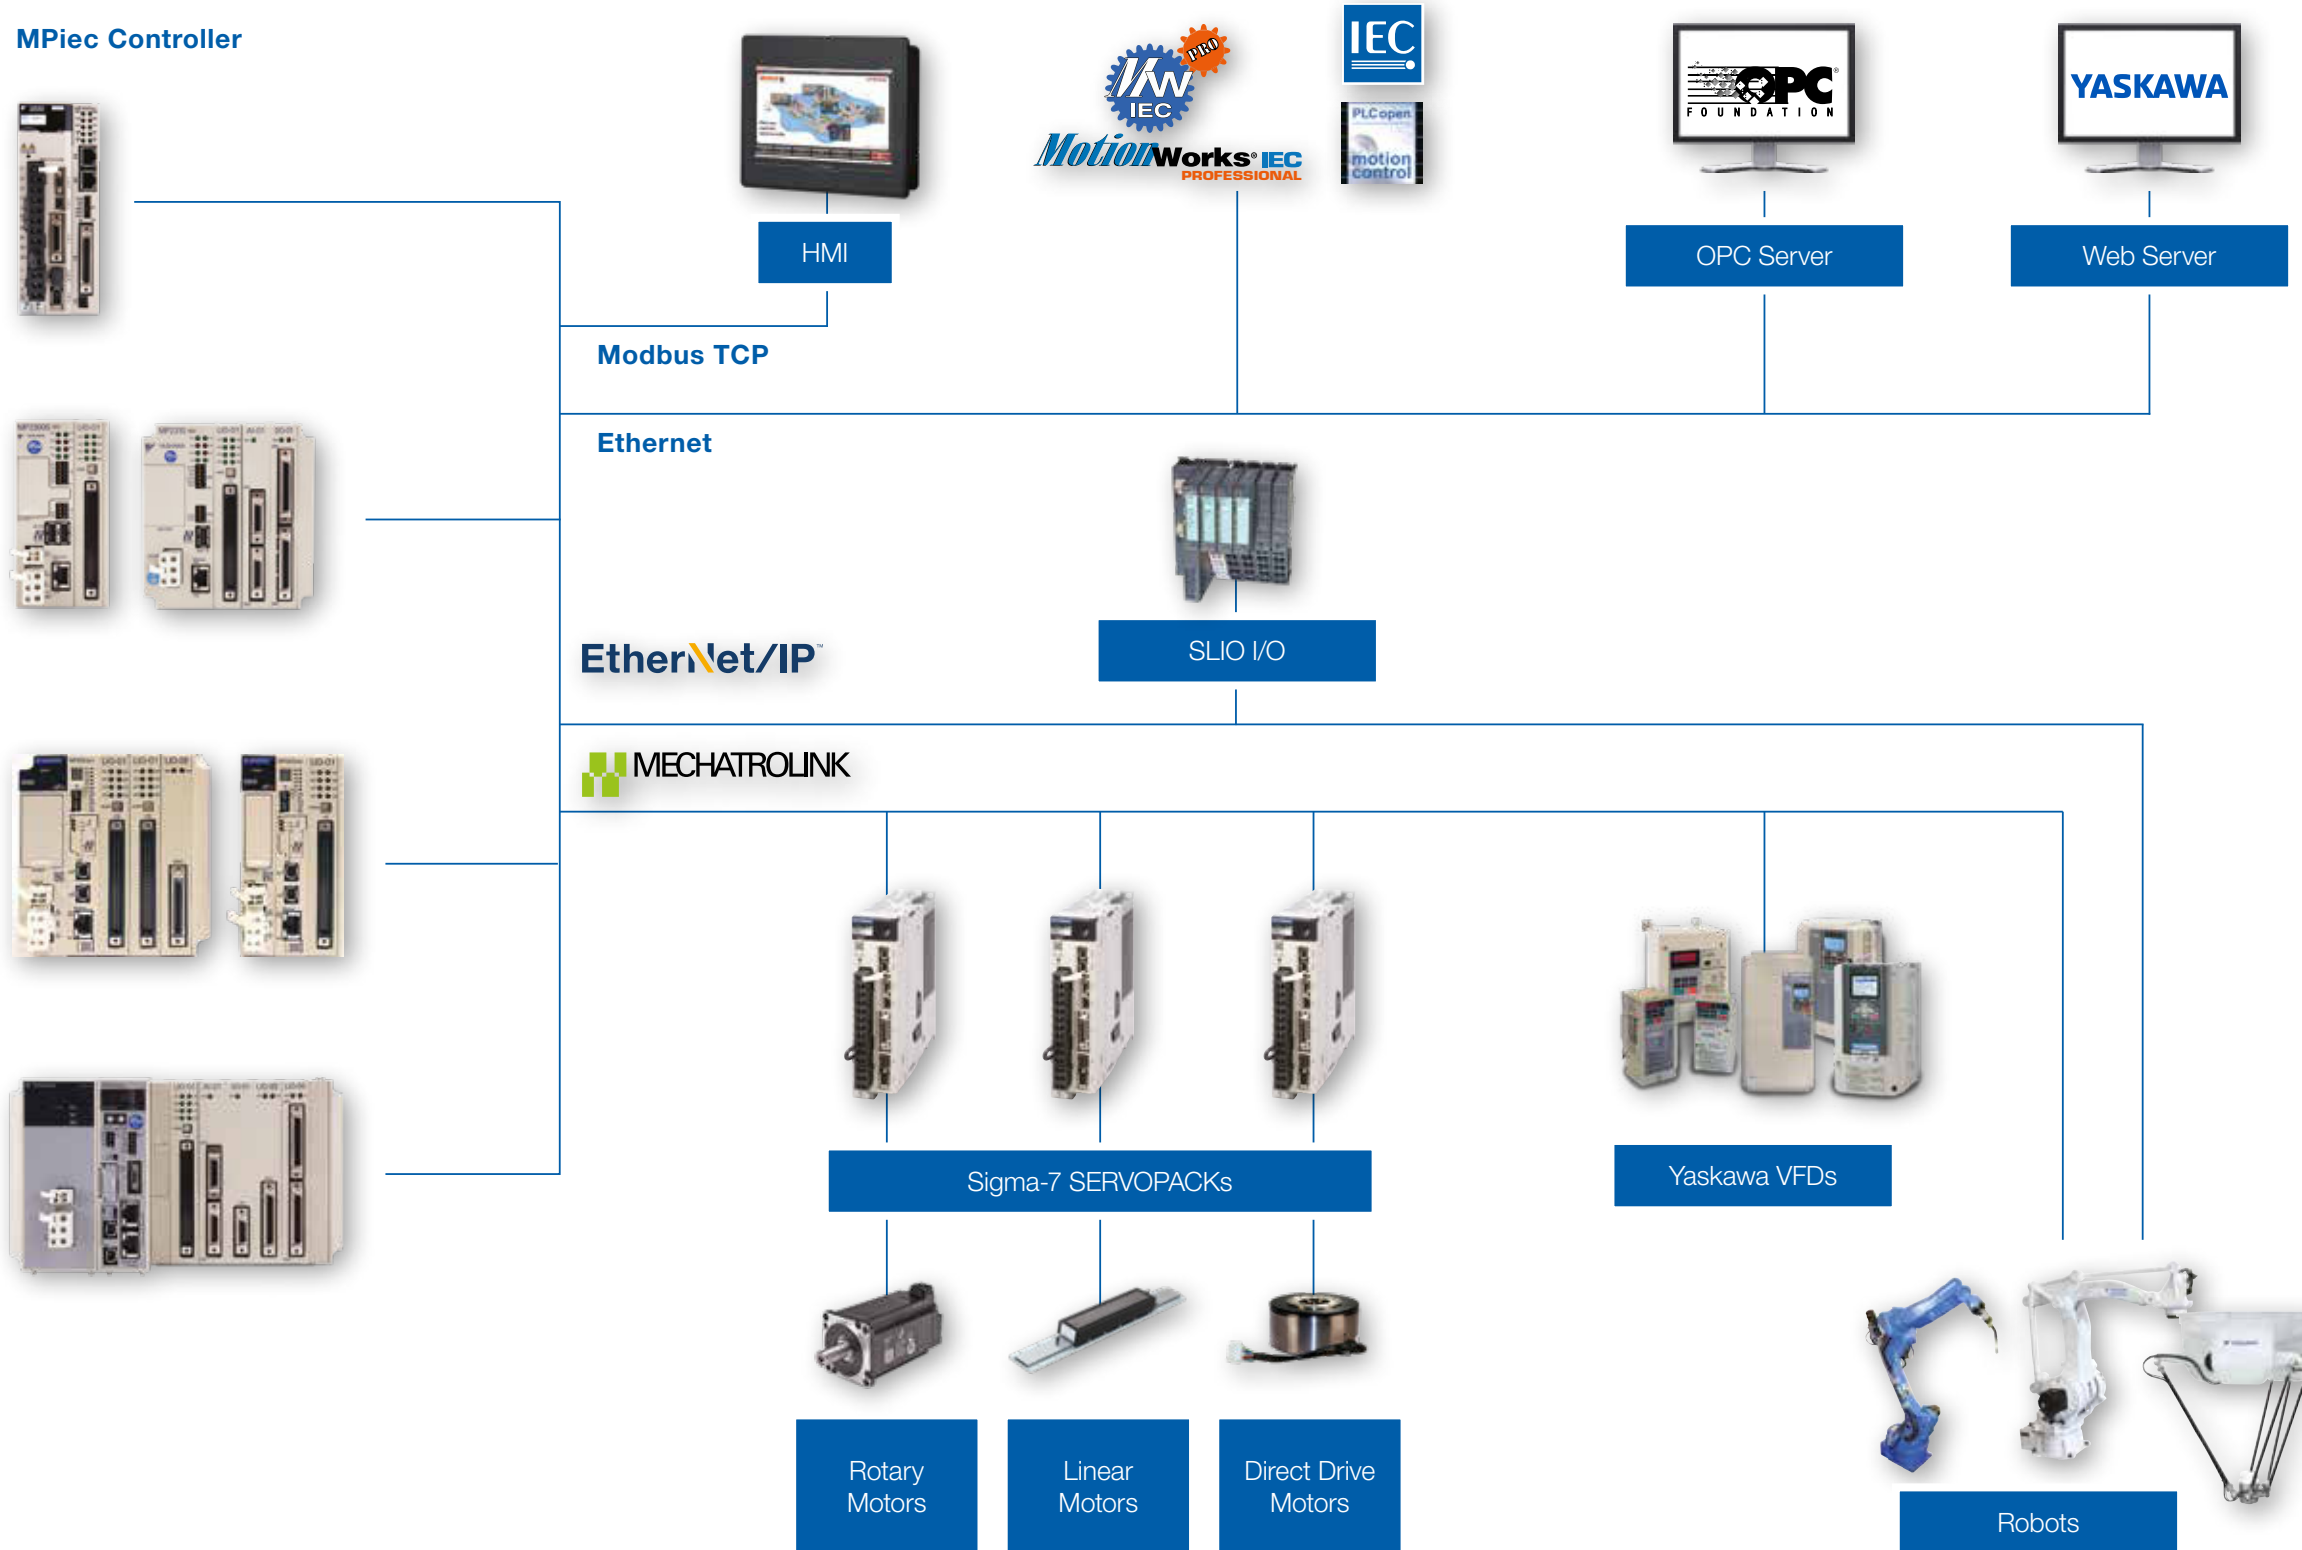 MPiec Controller
PRO
VW
IEC
MotionWorks® IEC
PROFESSIONAL
IEC
PLCopen
motion
control
OPC®
FOUNDATION
YASKAWA
HMI
OPC Server
Web Server
Modbus TCP
Ethernet
SLIO I/O
EtherNet/IP™
MECHATROLINK
Sigma-7 SERVOPACKs
Yaskawa VFDs
Rotary
Motors
Linear
Motors
Direct Drive
Motors
Robots